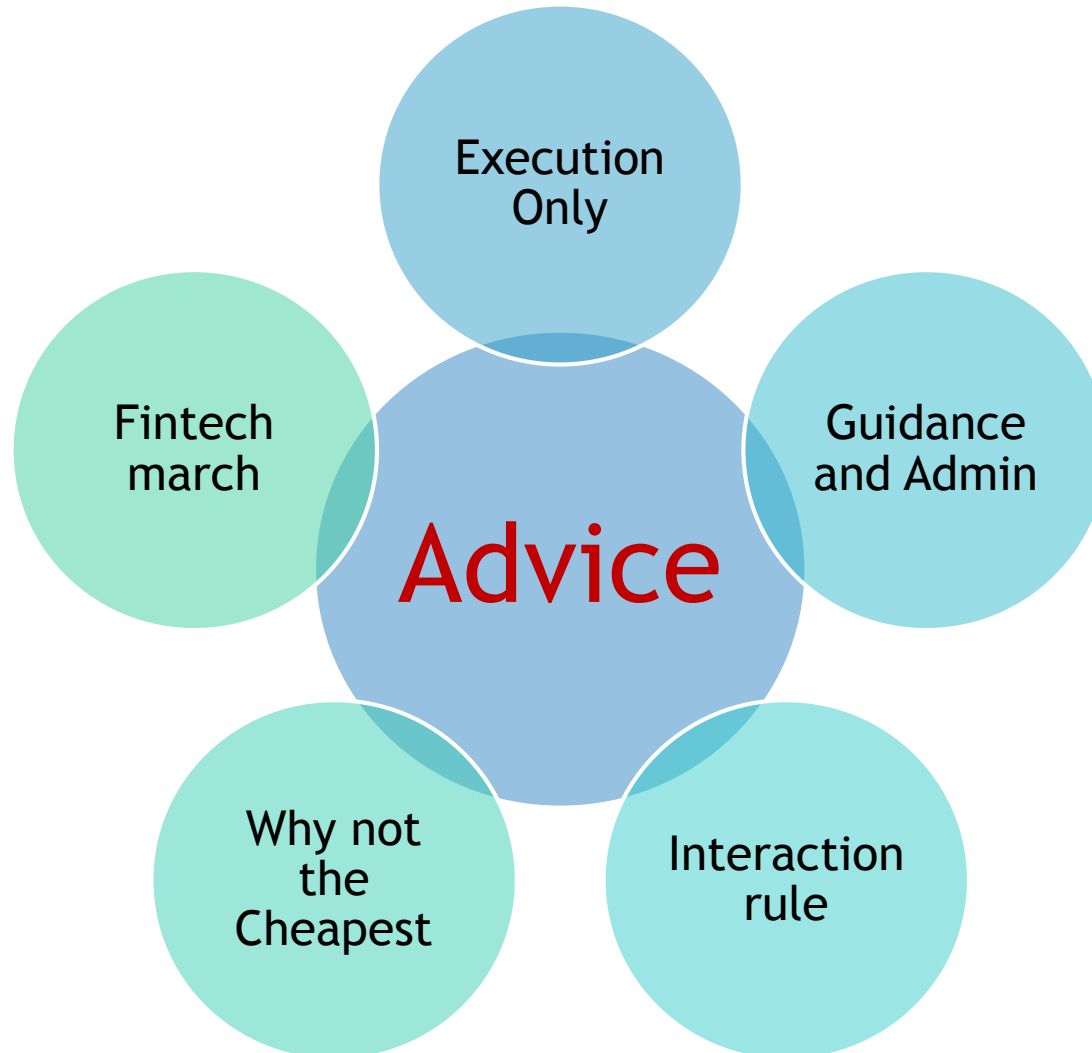 Execution
Only
Fintech
march
Guidance
and Admin
Advice
Why not
the
Cheapest
Interaction
rule